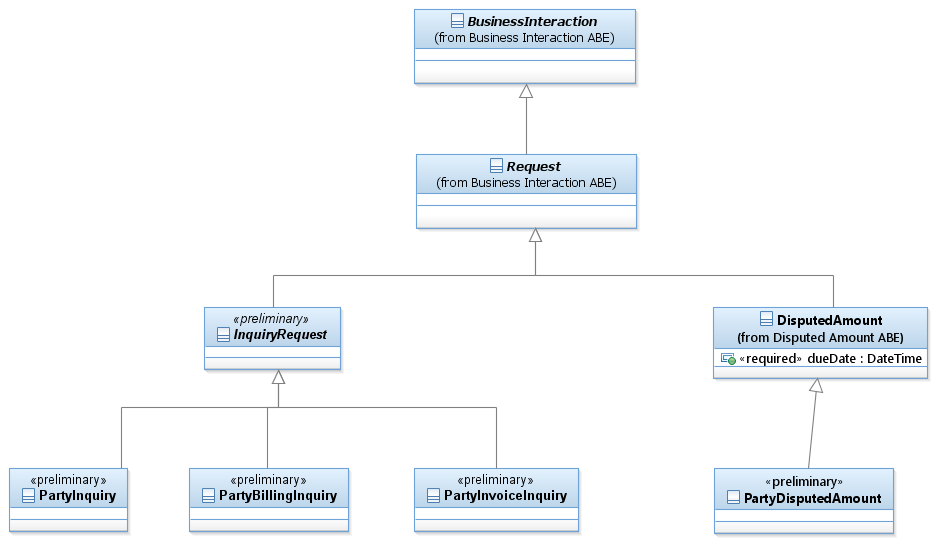 BusinessInteraction
(from Business Interaction ABE)
Request
(from Business Interaction ABE)
«preliminary»
InquiryRequest
DisputedAmount
(from Disputed Amount ABE)
«required» dueDate : DateTime
«preliminary»
PartyInquiry
«preliminary»
PartyBillingInquiry
«preliminary»
PartyInvoiceInquiry
«preliminary»
PartyDisputedAmount